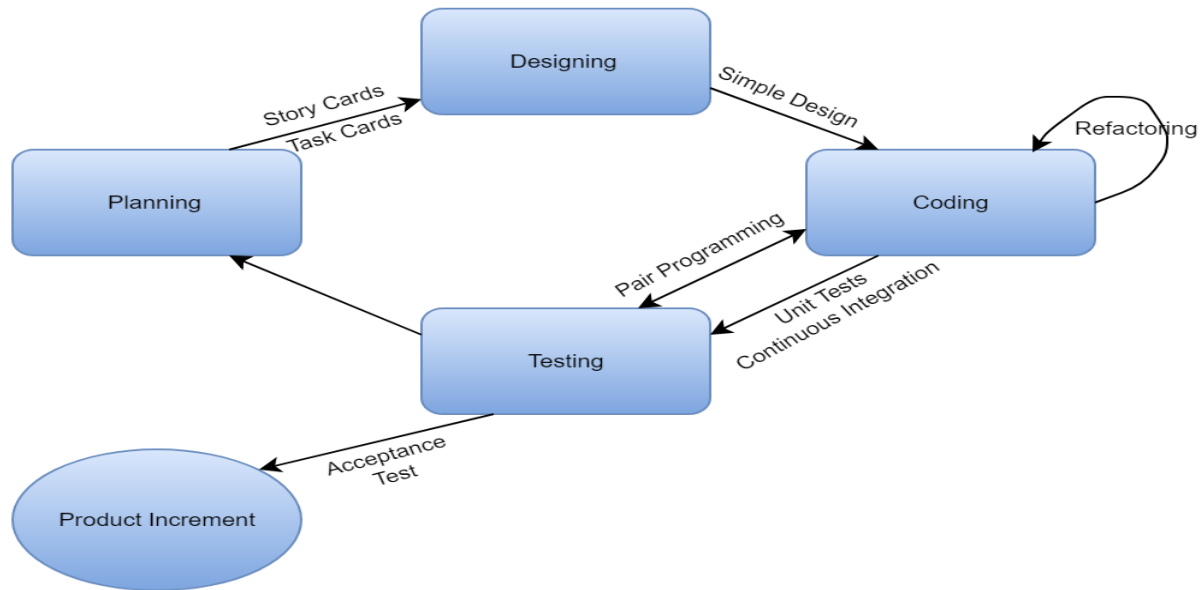 Designing
Simple Design
Story Cards
Task Cards
Refactoring
Planning
Coding
Pair Programming
Unit Tests
Continuous Integration
Testing
Acceptance
Test
Product Increment